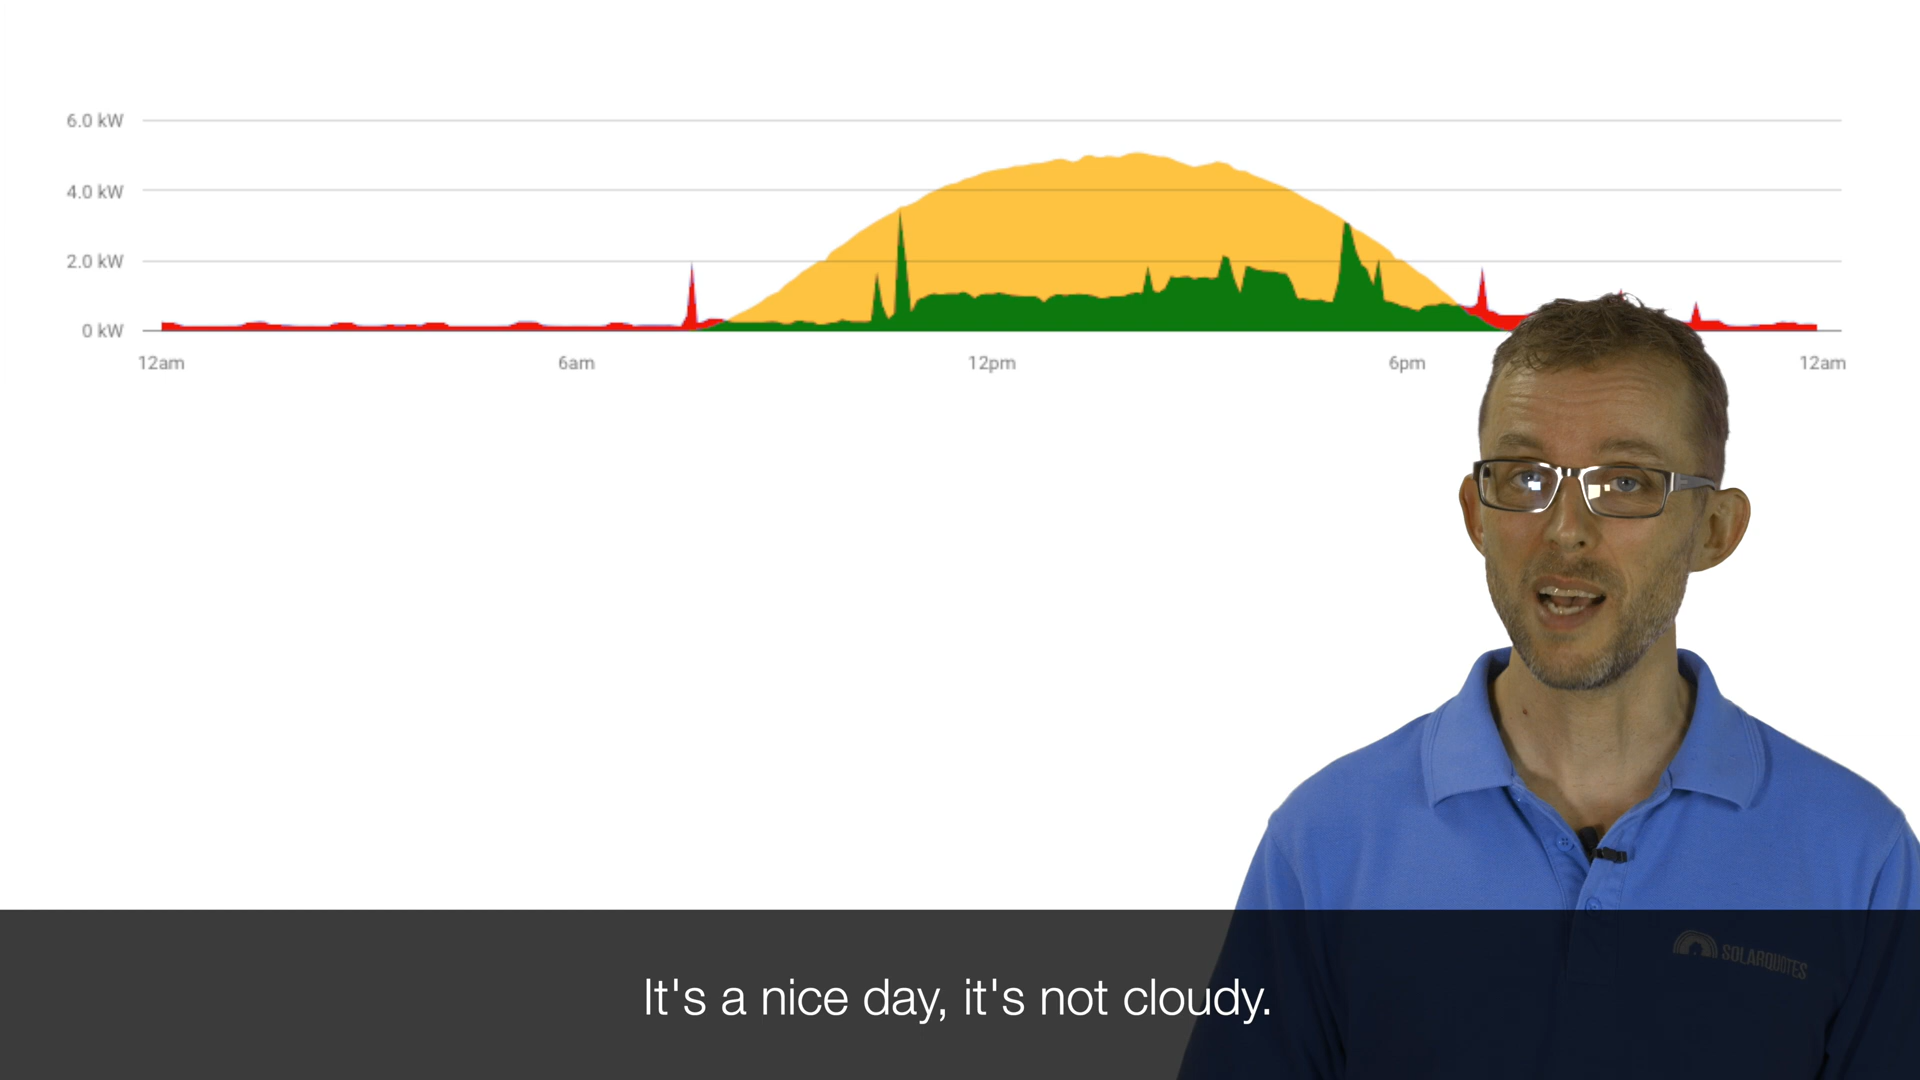 6.0 kW
4.0 kW
2.0 kW
0 kW
12am 6am 12pm 6pm 12am
SOLARQUOTES
It's a nice day, it's not cloudy.